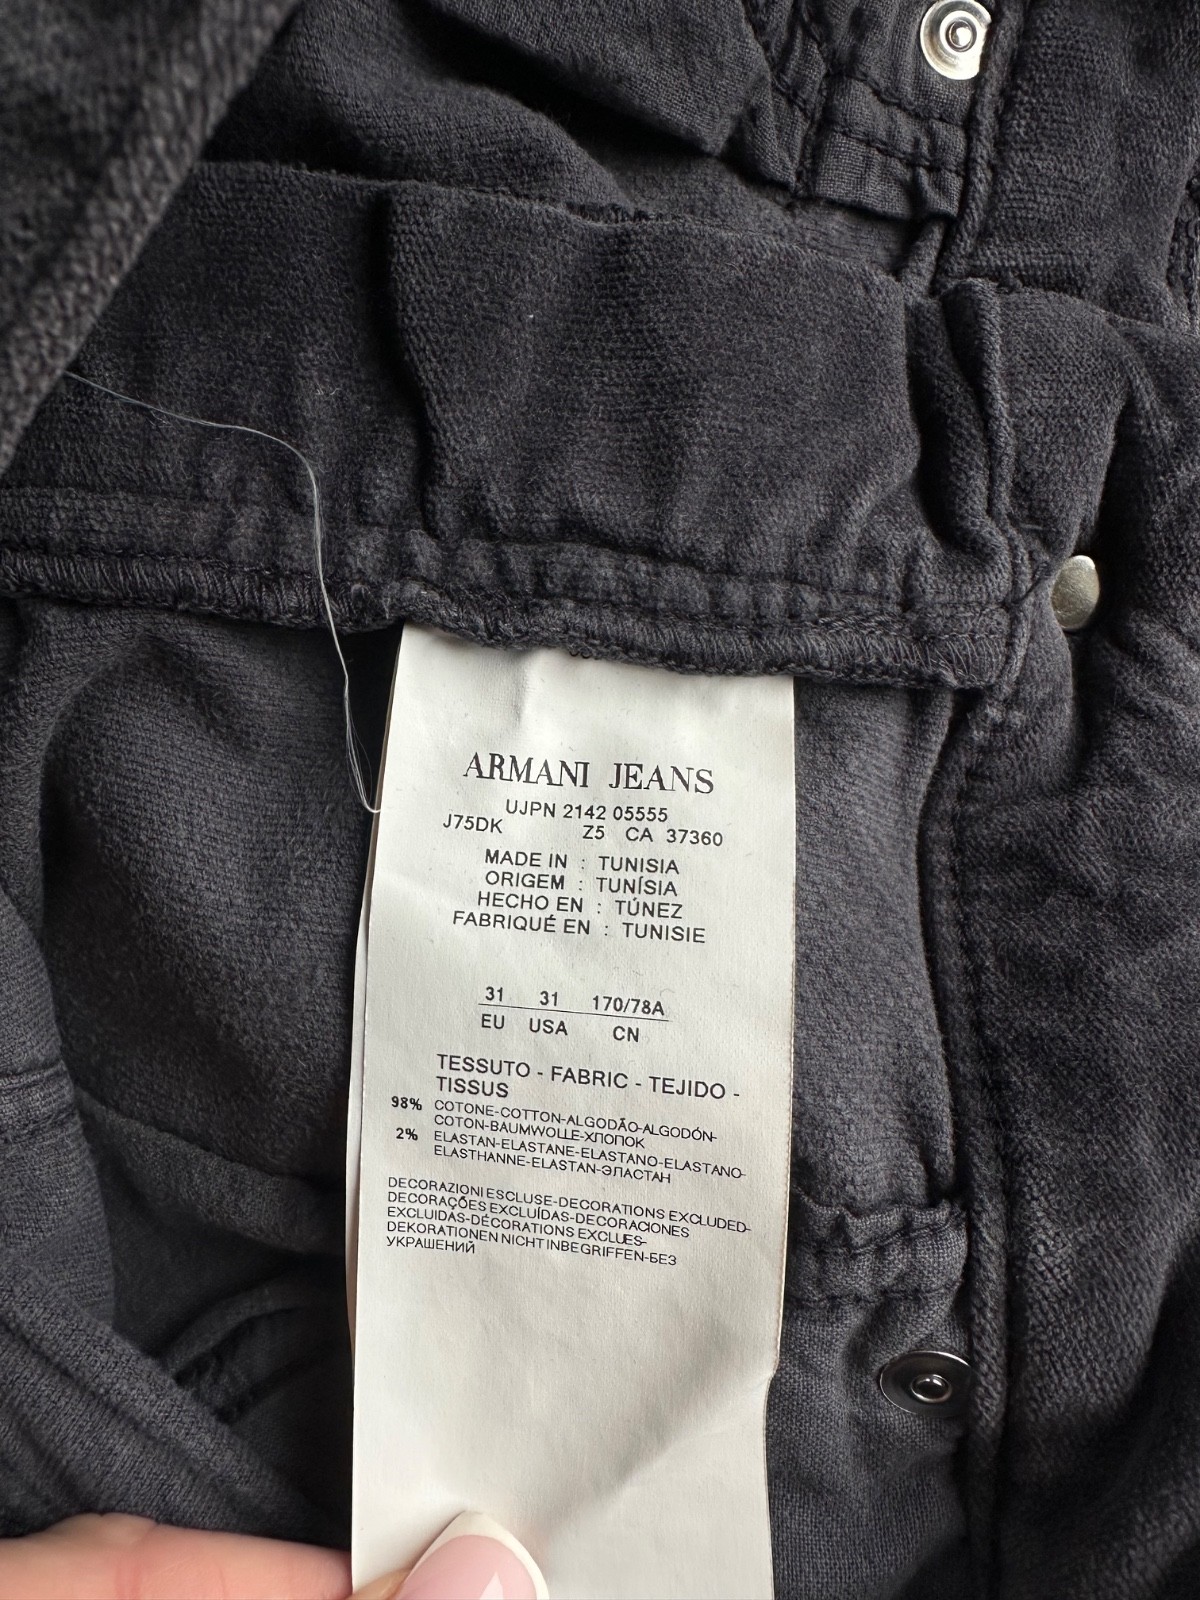 ARMANI JEANS
UJPN 2142 05555
J75DK Z5 CA 37360
MADE IN : TUNISIA
ORIGEM : TUNÍSIA
HECHO EN : TÚNEZ
FABRIQUÉ EN : TUNISIE
31 31 170/78A
EU USA CN
TESSUTO - FABRIC - TEJIDO -
TISSUS
98% COTONE-COTTON-ALGODÃO-ALGODÓN-
COTON-BAUMWOLLE-ХЛОПОК
2% ELASTAN-ELASTANE-ELASTANO-ELASTANO-
ELASTHANNE-ELASTAN-ЭЛАСТАН
DECORAZIONI ESCLUSE-DECORATIONS EXCLUDED-
DECORAÇÕES EXCLUÍDAS-DECORACIONES
EXCLUIDAS-DÉCORATIONS EXCLUES-
DEKORATIONEN NICHT INBEGRIFFEN-БЕЗ
УКРАШЕНИЙ